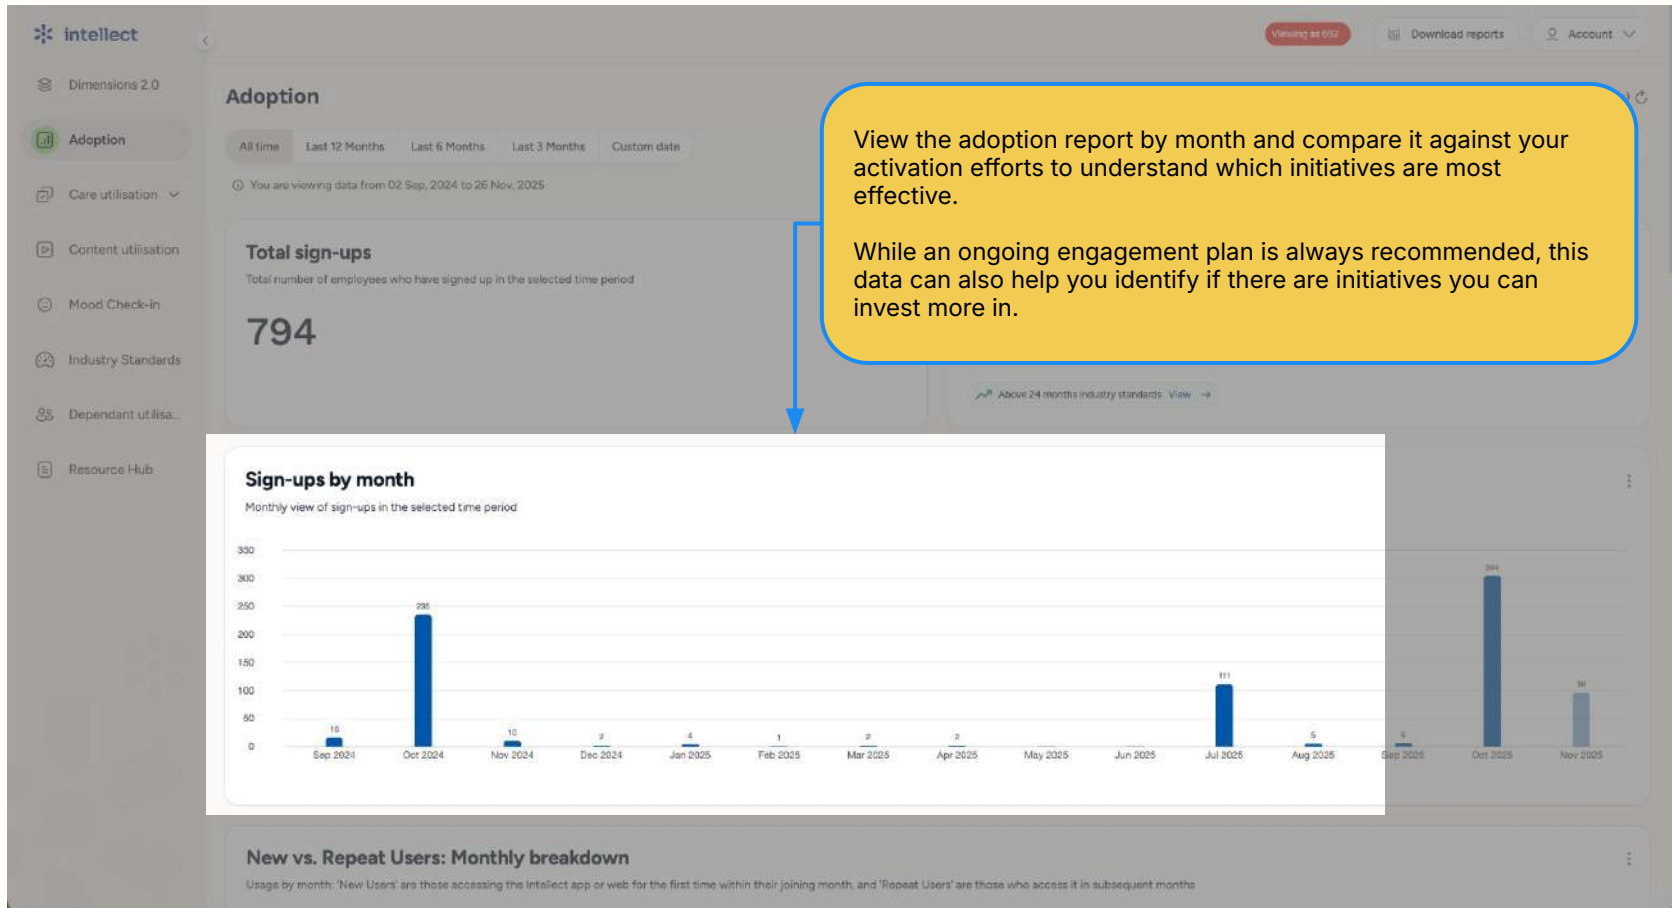 intellect
Viewing as 692
Download reports
Account
Dimensions 2.0
Adoption
Care utilisation
Content utilisation
Mood Check-in
Industry Standards
Dependant utilisa...
Resource Hub
Adoption
All time Last 12 Months Last 6 Months Last 3 Months Custom date
You are viewing data from 02 Sep, 2024 to 26 Nov, 2025
View the adoption report by month and compare it against your
activation efforts to understand which initiatives are most
effective.
While an ongoing engagement plan is always recommended, this
data can also help you identify if there are initiatives you can
invest more in.
Total sign-ups
Total number of employees who have signed up in the selected time period
794
Above 24 months industry standards View →
Sign-ups by month
Monthly view of sign-ups in the selected time period
350
300
250
200
150
100
50
0
235
10
2
4
1
2
2
111
5
6
304
Sep 2024 Oct 2024 Nov 2024 Dec 2024 Jan 2025 Feb 2025 Mar 2025 Apr 2025 May 2025 Jun 2025 Jul 2025 Aug 2025 Sep 2025 Oct 2025 Nov 2025
New vs. Repeat Users: Monthly breakdown
Usage by month: 'New Users' are those accessing the Intellect app or web for the first time within their joining month, and 'Repeat Users' are those who access it in subsequent months